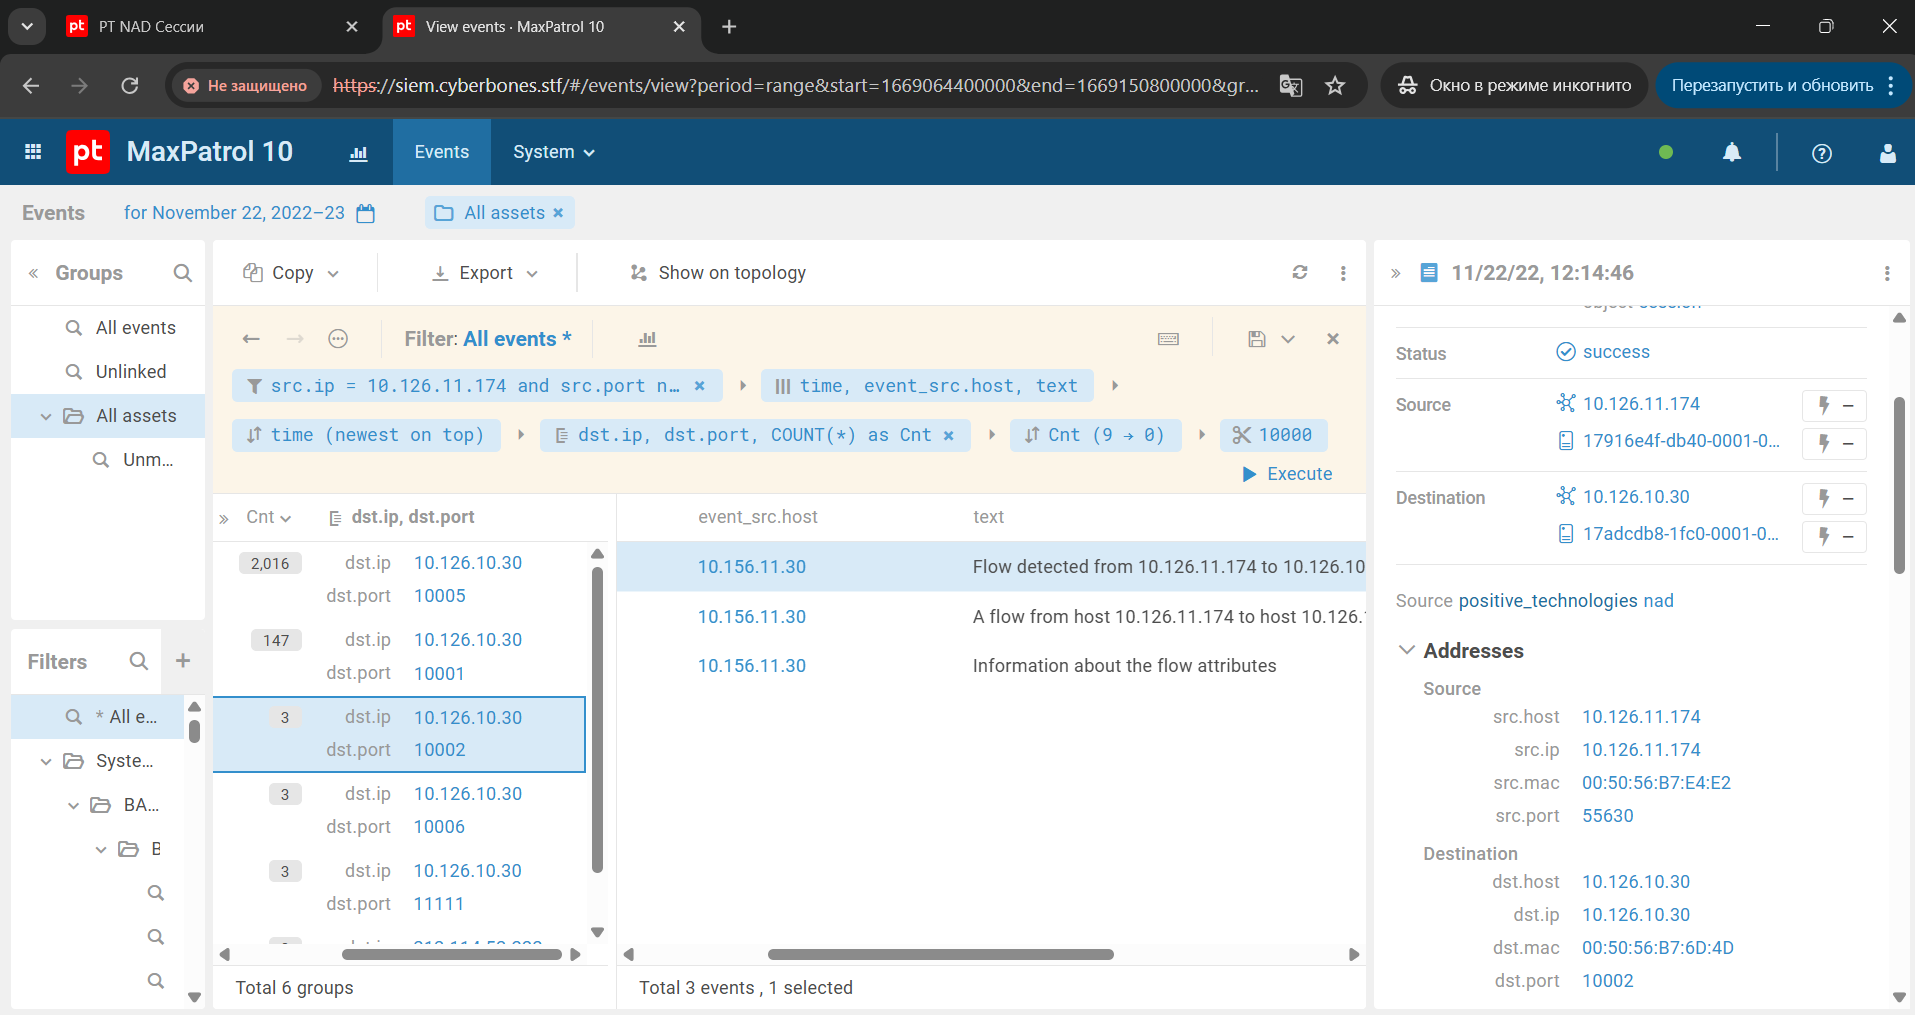 pt PT NAD Сессии
pt View events · MaxPatrol 10
Не защищено
https://siem.cyberbones.stf/#/events/view?period=range&start=1669064400000&end=1669150800000&gr...
Окно в режиме инкогнито
Перезапустить и обновить
pt MaxPatrol 10
Events
System
Events
for November 22, 2022–23
All assets
Groups
All events
Unlinked
All assets
Unm...
Filters
* All e...
Syste...
BA...
B
Copy
Export
Show on topology
Filter: All events *
src.ip = 10.126.11.174 and src.port n...
time, event_src.host, text
time (newest on top)
dst.ip, dst.port, COUNT(*) as Cnt
Cnt (9 → 0)
10000
Execute
Cnt dst.ip, dst.port
2,016 dst.ip 10.126.10.30
dst.port 10005
147 dst.ip 10.126.10.30
dst.port 10001
3 dst.ip 10.126.10.30
dst.port 10002
3 dst.ip 10.126.10.30
dst.port 10006
3 dst.ip 10.126.10.30
dst.port 11111
Total 6 groups
event_src.host text
10.156.11.30 Flow detected from 10.126.11.174 to 10.126.10
10.156.11.30 A flow from host 10.126.11.174 to host 10.126.
10.156.11.30 Information about the flow attributes
Total 3 events , 1 selected
11/22/22, 12:14:46
object session
Status success
Source 10.126.11.174
17916e4f-db40-0001-0...
Destination 10.126.10.30
17adcdb8-1fc0-0001-0...
Source positive_technologies nad
Addresses
Source
src.host 10.126.11.174
src.ip 10.126.11.174
src.mac 00:50:56:B7:E4:E2
src.port 55630
Destination
dst.host 10.126.10.30
dst.ip 10.126.10.30
dst.mac 00:50:56:B7:6D:4D
dst.port 10002